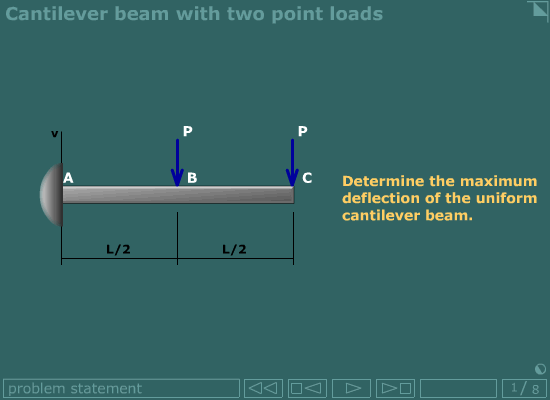 Cantilever beam with two point loads
v
P
P
A
B
C
Determine the maximum
deflection of the uniform
cantilever beam.
L/2
L/2
problem statement
1/8